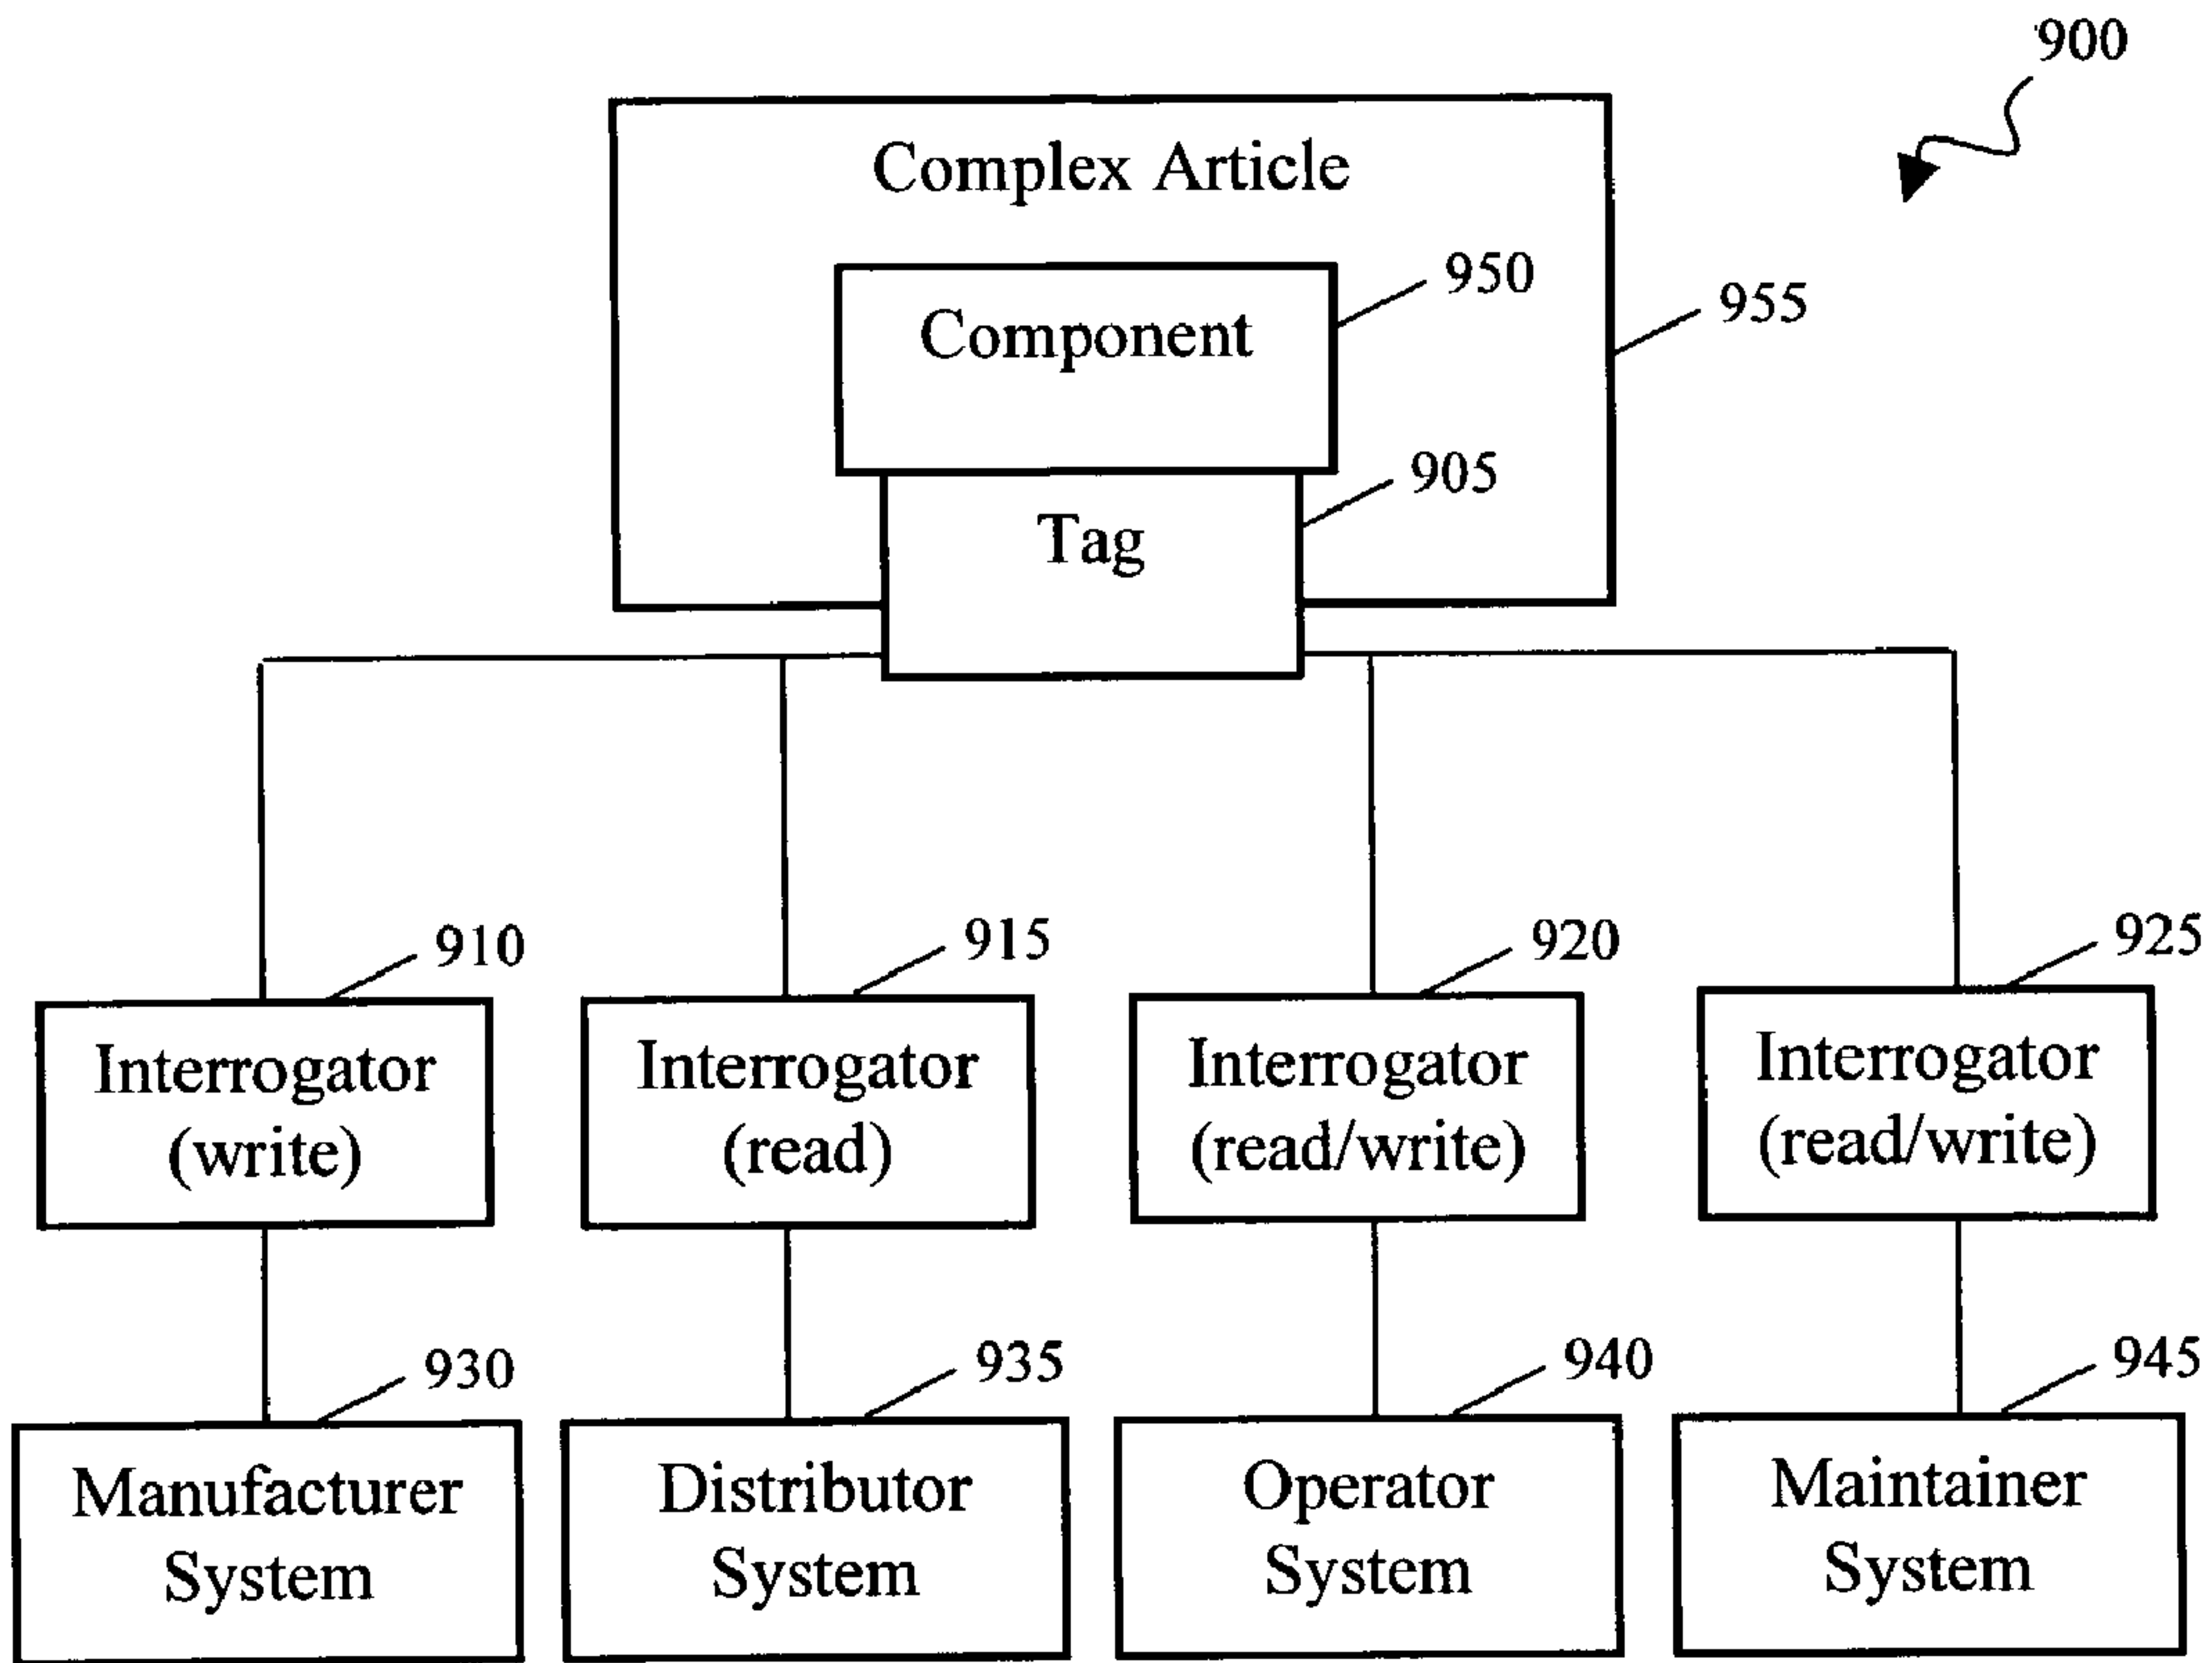 900
Complex Article
950
Component
955
905
Tag
910
915
920
925
Interrogator
(write)
Interrogator
(read)
Interrogator
(read/write)
Interrogator
(read/write)
930
935
940
945
Manufacturer
System
Distributor
System
Operator
System
Maintainer
System